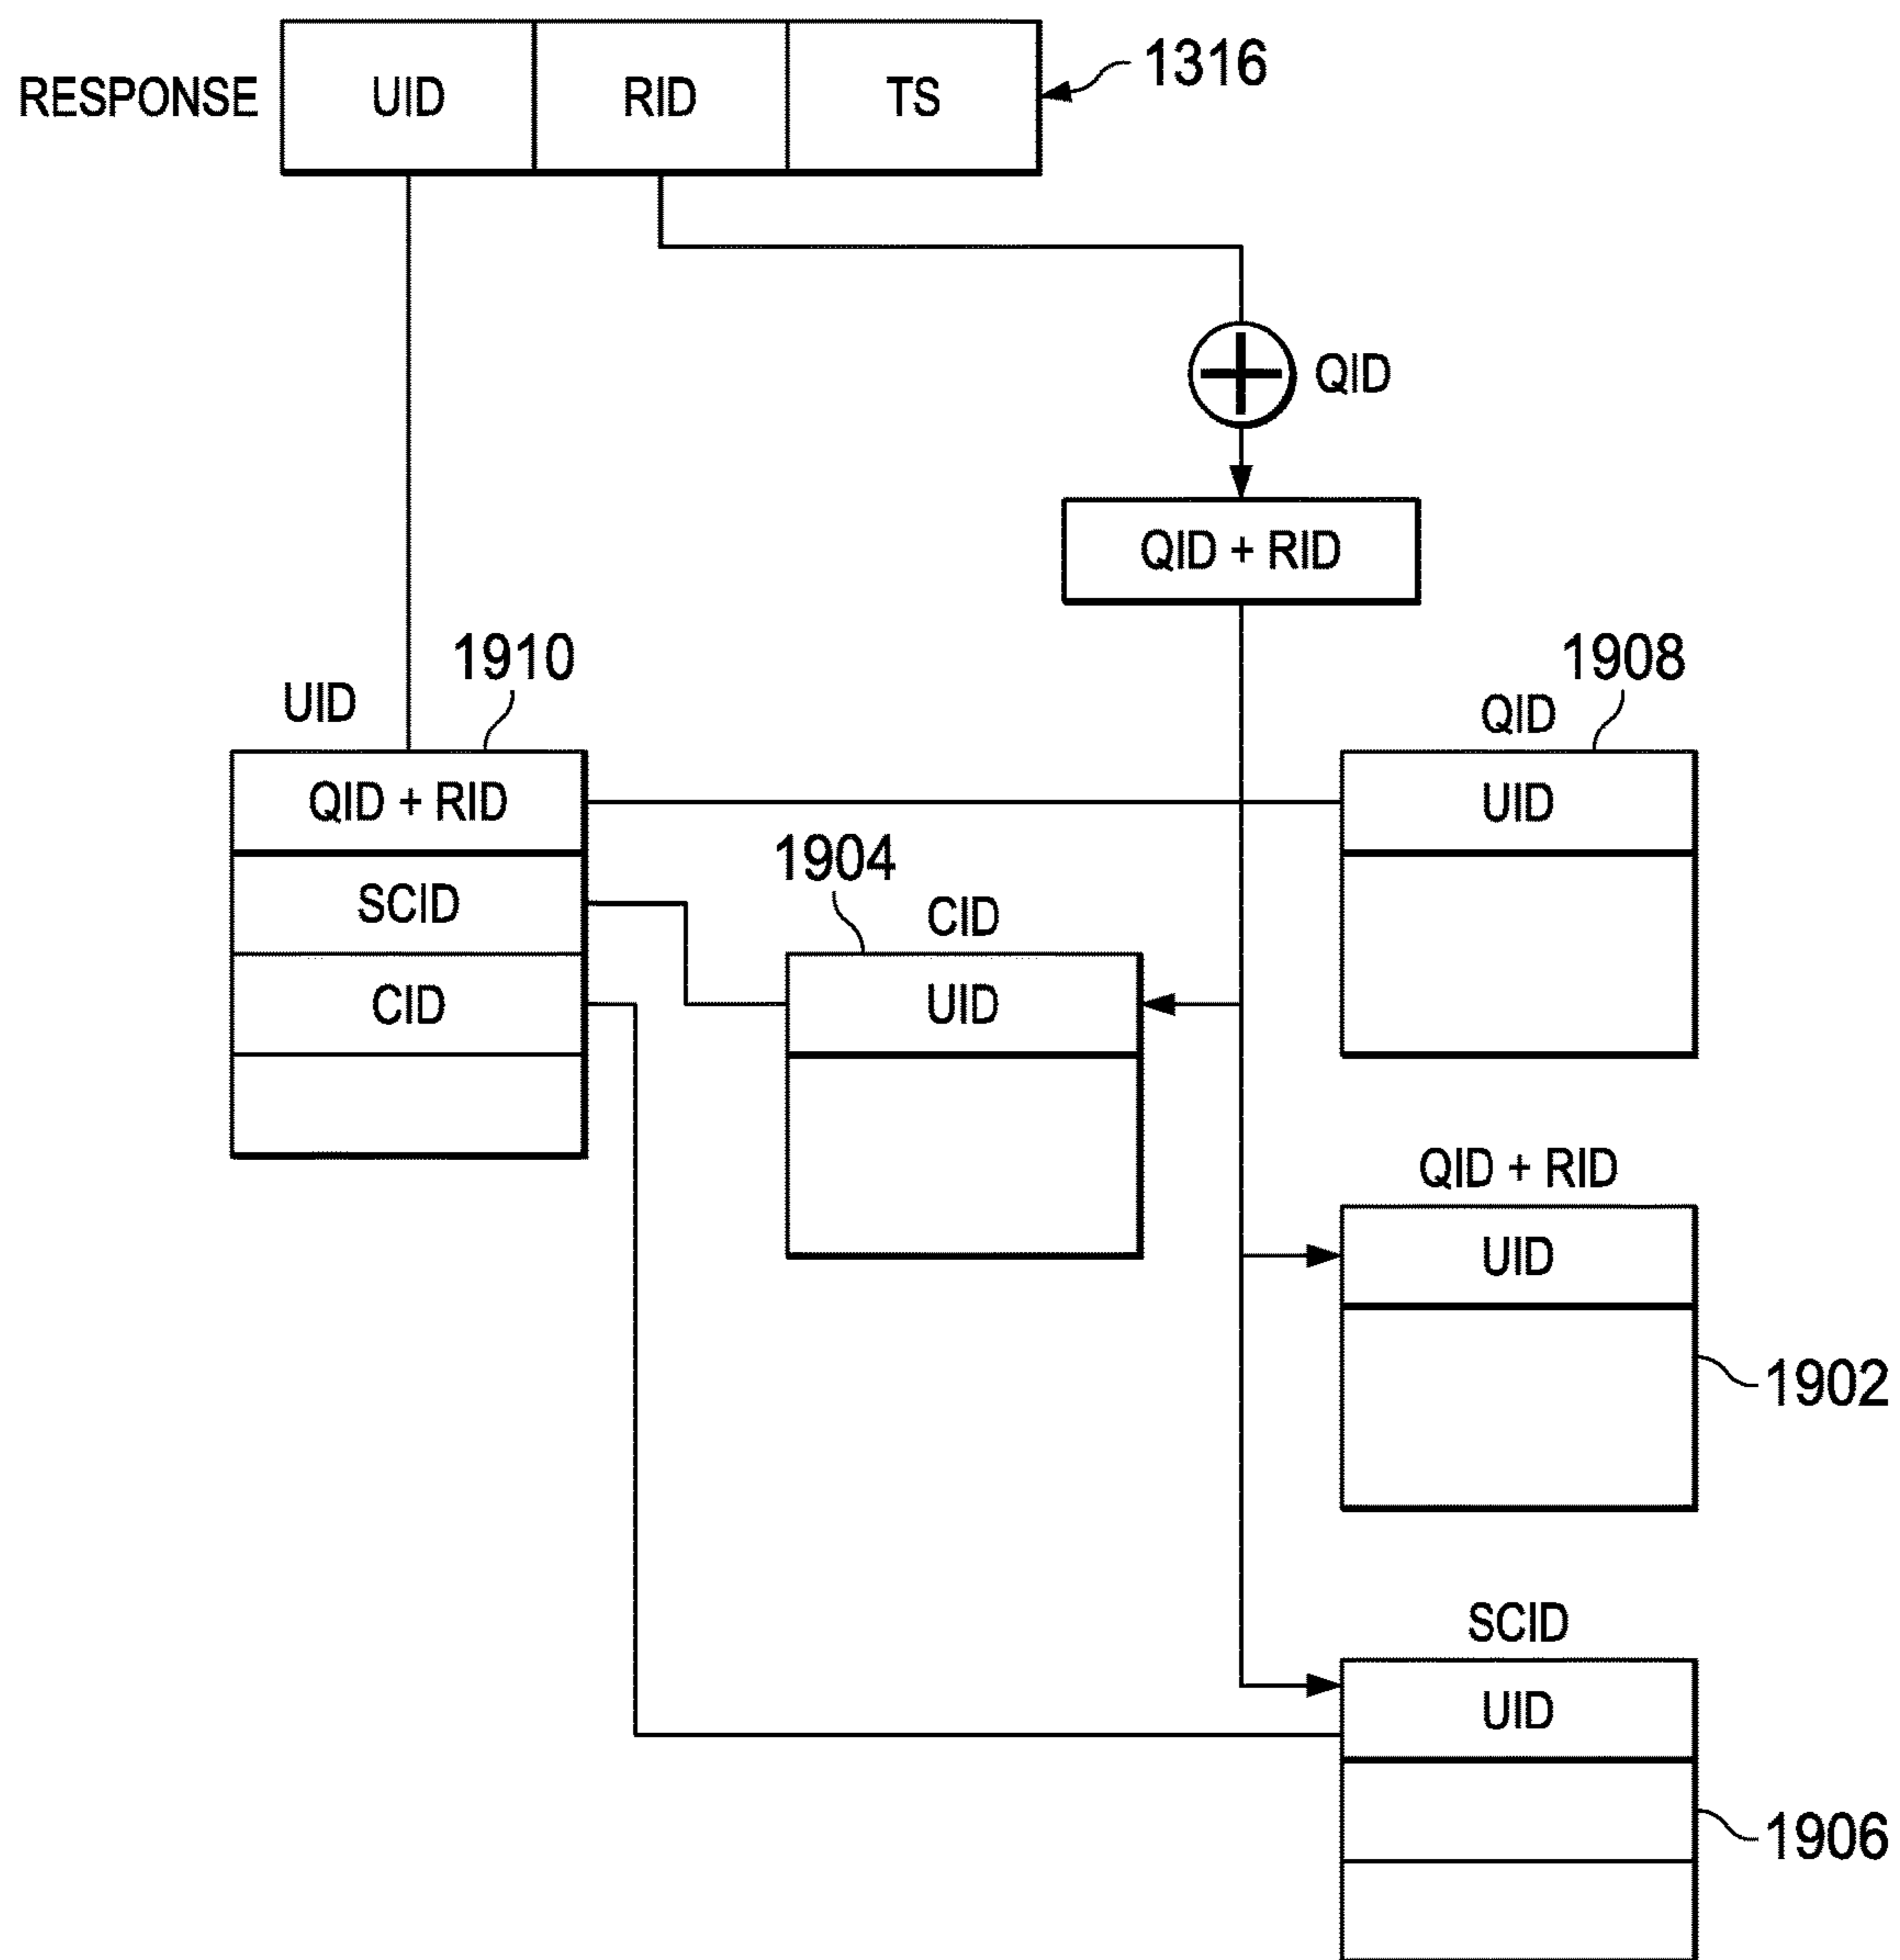 1316
RESPONSE UID RID TS
QID
QID + RID
1910
1908
UID
QID
QID + RID
UID
1904
SCID
CID
CID
UID
QID + RID
UID
1902
SCID
UID
1906